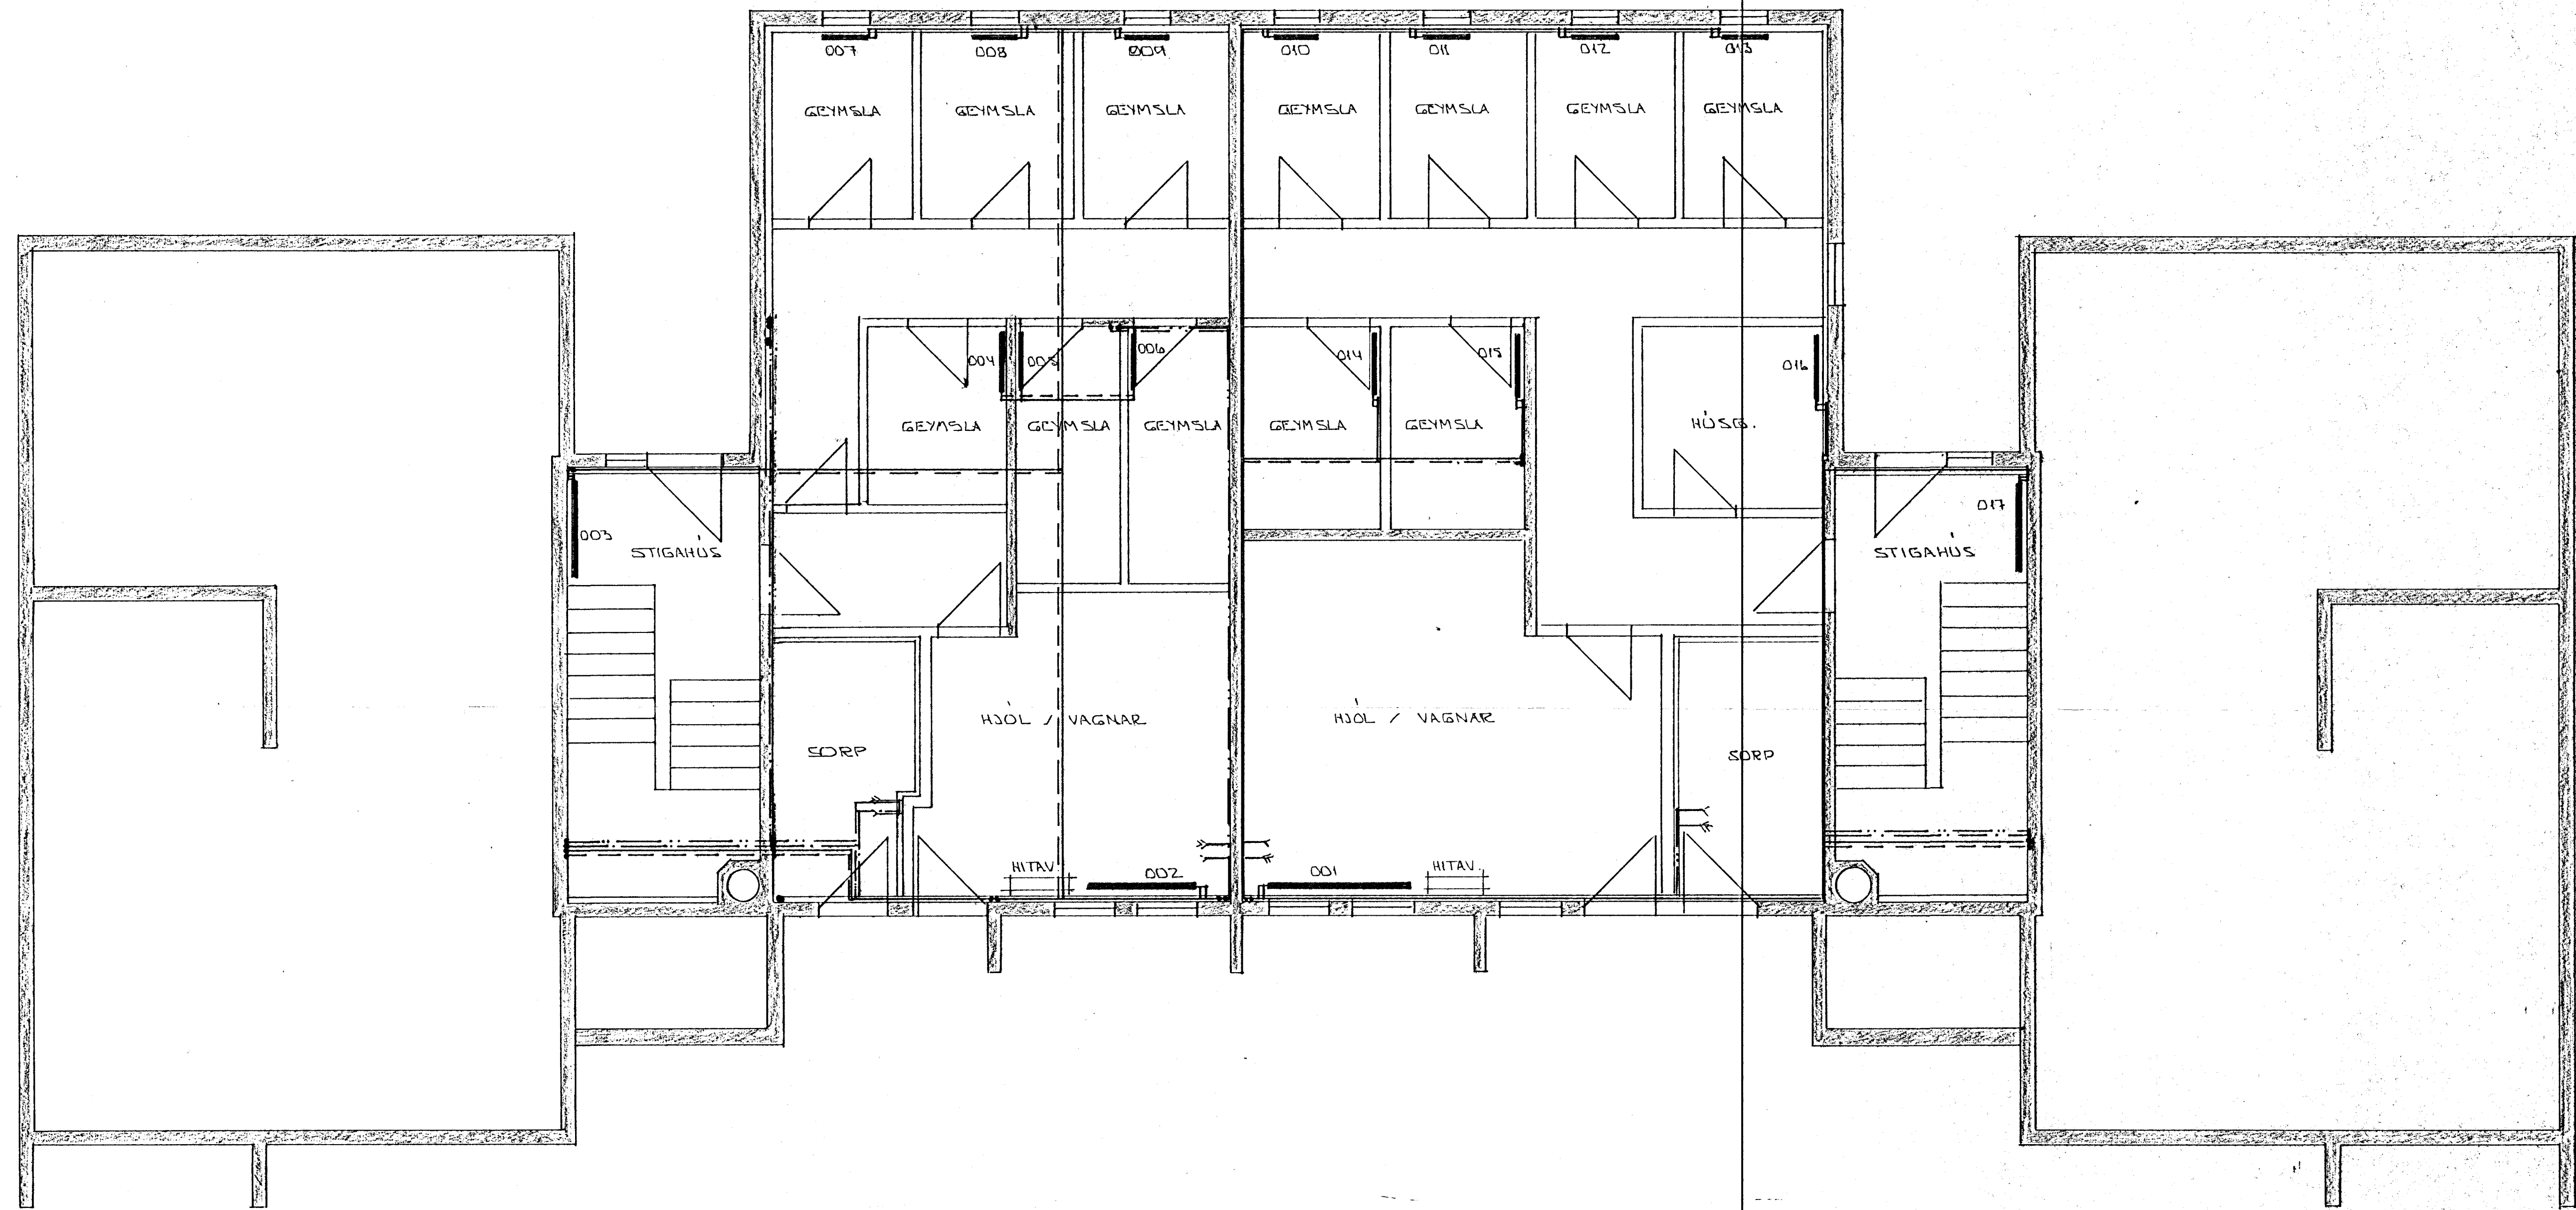 007 008 009 010 011 012 013
GEYMSLA GEYMSLA GEYMSLA GEYMSLA GEYMSLA GEYMSLA GEYMSLA
004 005 006 014 015 016
GEYMSLA GEYMSLA GEYMSLA GEYMSLA GEYMSLA HÚSG.
003 017
STIGAHÚS STIGAHÚS
HJÓL / VAGNAR HJÓL / VAGNAR
SORP SORP
HITAV. 002 001 HITAV.